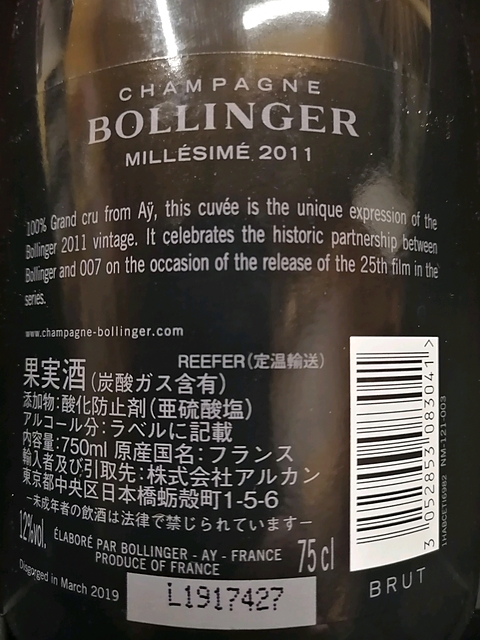 CHAMPAGNE
BOLLINGER
MILLÉSIMÉ 2011
100% Grand cru from Aÿ, this cuvée is the unique expression of the
Bollinger 2011 vintage. It celebrates the historic partnership between
Bollinger and 007 on the occasion of the release of the 25th film in the
series.
www.champagne-bollinger.com
REEFER(定温輸送)
果実酒(炭酸ガス含有)
添加物:酸化防止剤(亜硫酸塩)
アルコール分:ラベルに記載
内容量:750ml 原産国名:フランス
輸入者及び引取先:株式会社アルカン
東京都中央区日本橋蛎殻町1-5-6
ー未成年者の飲酒は法律で禁じられていますー
12%vol. ÉLABORÉ PAR BOLLINGER - AY - FRANCE 75cl
PRODUCE OF FRANCE
Disgorged in March 2019
L1917427
BRUT
3 052853 083041 >
NM-121-003